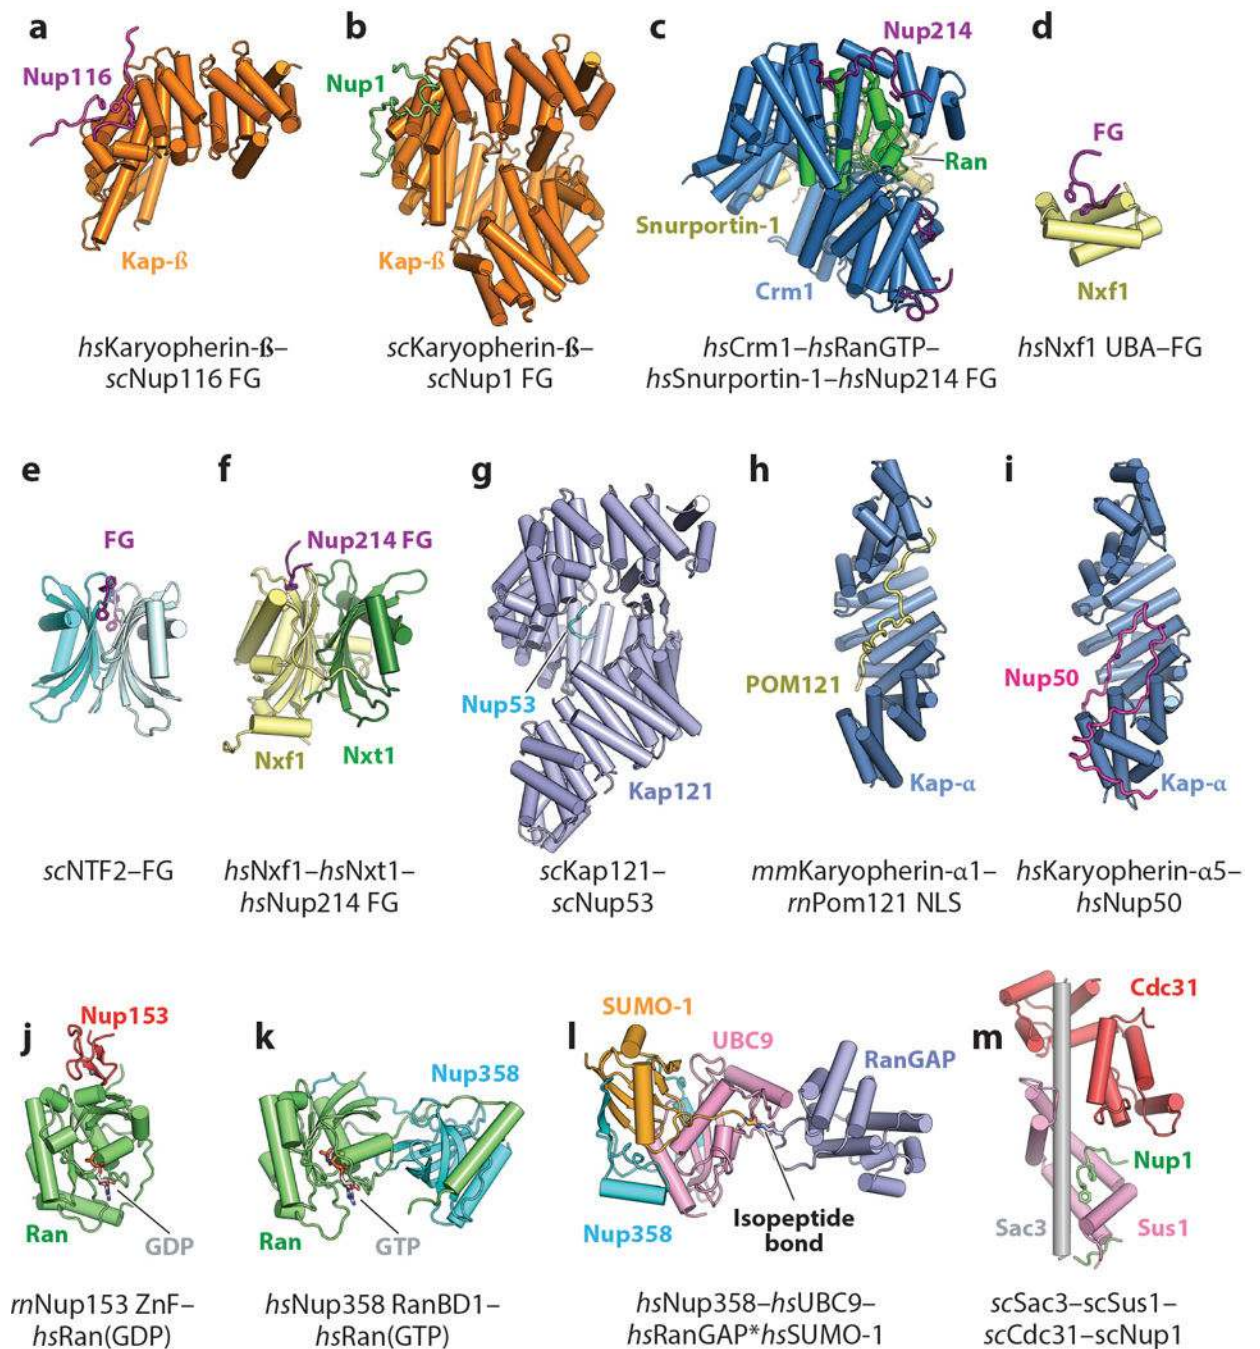 a
Nup116
Kap-ß
hsKaryopherin-ß–
scNup116 FG
b
Nup1
Kap-ß
scKaryopherin-ß–
scNup1 FG
c
Nup214
Ran
Snurportin-1
Crm1
hsCrm1–hsRanGTP–
hsSnurportin-1–hsNup214 FG
d
FG
Nxf1
hsNxf1 UBA–FG
e
FG
scNTF2–FG
f
Nup214 FG
Nxf1
Nxt1
hsNxf1–hsNxt1–
hsNup214 FG
g
Nup53
Kap121
scKap121–
scNup53
h
POM121
Kap-α
mmKaryopherin-α1–
rnPom121 NLS
i
Nup50
Kap-α
hsKaryopherin-α5–
hsNup50
j
Nup153
Ran
GDP
rnNup153 ZnF–
hsRan(GDP)
k
Nup358
Ran
GTP
hsNup358 RanBD1–
hsRan(GTP)
l
SUMO-1
UBC9
RanGAP
Nup358
Isopeptide
bond
hsNup358–hsUBC9–
hsRanGAP*hsSUMO-1
m
Cdc31
Nup1
Sac3
Sus1
scSac3–scSus1–
scCdc31–scNup1